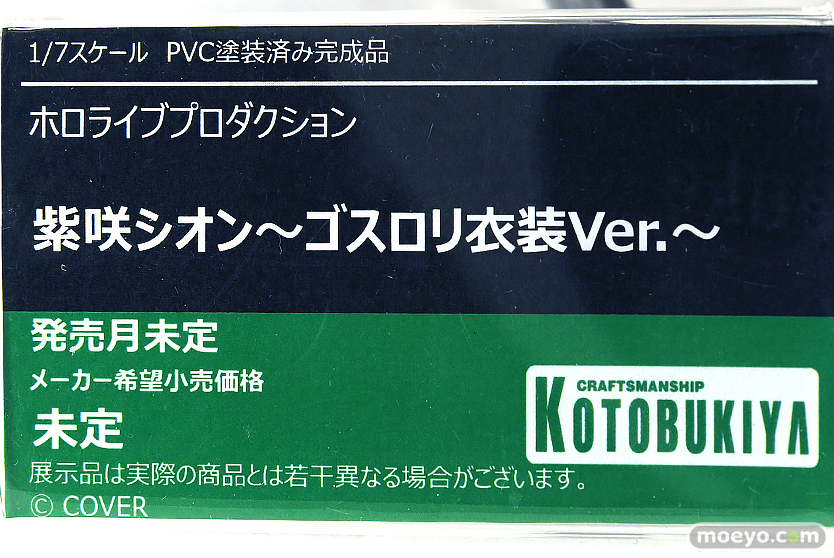 1/7スケール PVC塗装済み完成品
ホロライブプロダクション
紫咲シオン～ゴスロリ衣装Ver.～
発売月未定
メーカー希望小売価格
未定
CRAFTSMANSHIP
KOTOBUKIYA
展示品は実際の商品とは若干異なる場合がございます。
© COVER
moeyo.com